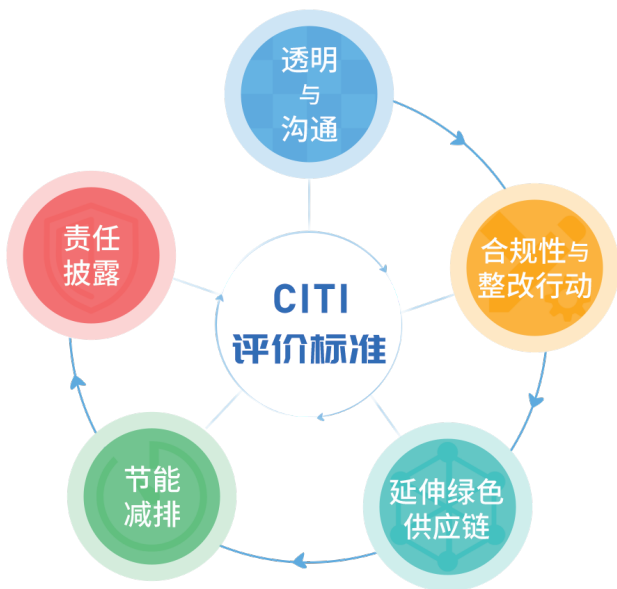 透明
与
沟通
合规性与
整改行动
延伸绿色
供应链
节能
减排
责任
披露
CITI
评价标准